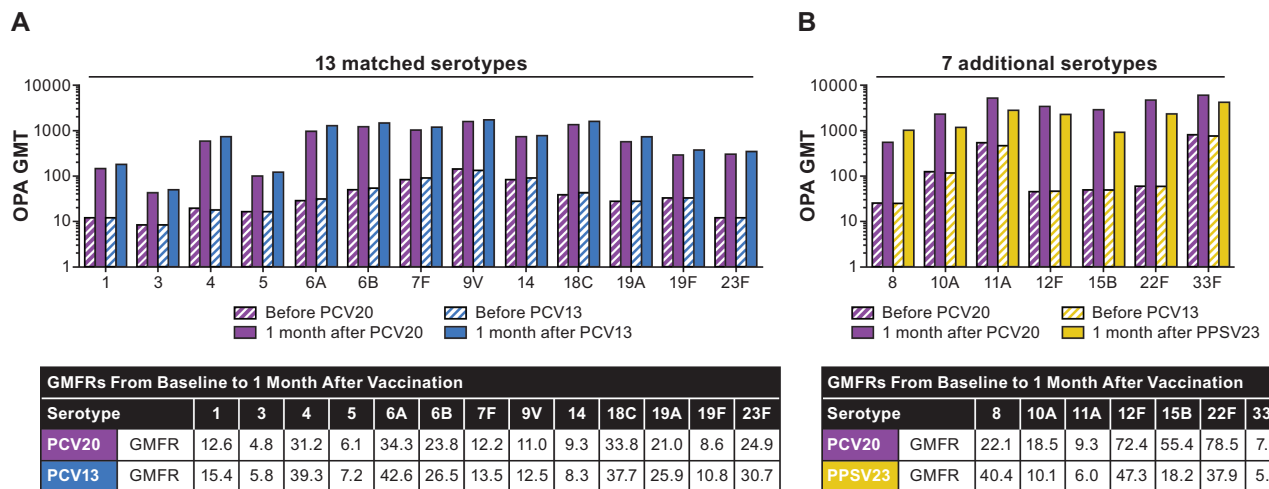 A
13 matched serotypes
OPA GMT
10000
1000
100
10
1
1 3 4 5 6A 6B 7F 9V 14 18C 19A 19F 23F
Before PCV20 Before PCV13
1 month after PCV20 1 month after PCV13
GMFRs From Baseline to 1 Month After Vaccination
Serotype 1 3 4 5 6A 6B 7F 9V 14 18C 19A 19F 23F
PCV20 GMFR 12.6 4.8 31.2 6.1 34.3 23.8 12.2 11.0 9.3 33.8 21.0 8.6 24.9
PCV13 GMFR 15.4 5.8 39.3 7.2 42.6 26.5 13.5 12.5 8.3 37.7 25.9 10.8 30.7
B
7 additional serotypes
OPA GMT
10000
1000
100
10
1
8 10A 11A 12F 15B 22F 33F
Before PCV20 Before PCV13
1 month after PCV20 1 month after PPSV23
GMFRs From Baseline to 1 Month After Vaccination
Serotype 8 10A 11A 12F 15B 22F 33
PCV20 GMFR 22.1 18.5 9.3 72.4 55.4 78.5 7.
PPSV23 GMFR 40.4 10.1 6.0 47.3 18.2 37.9 5.